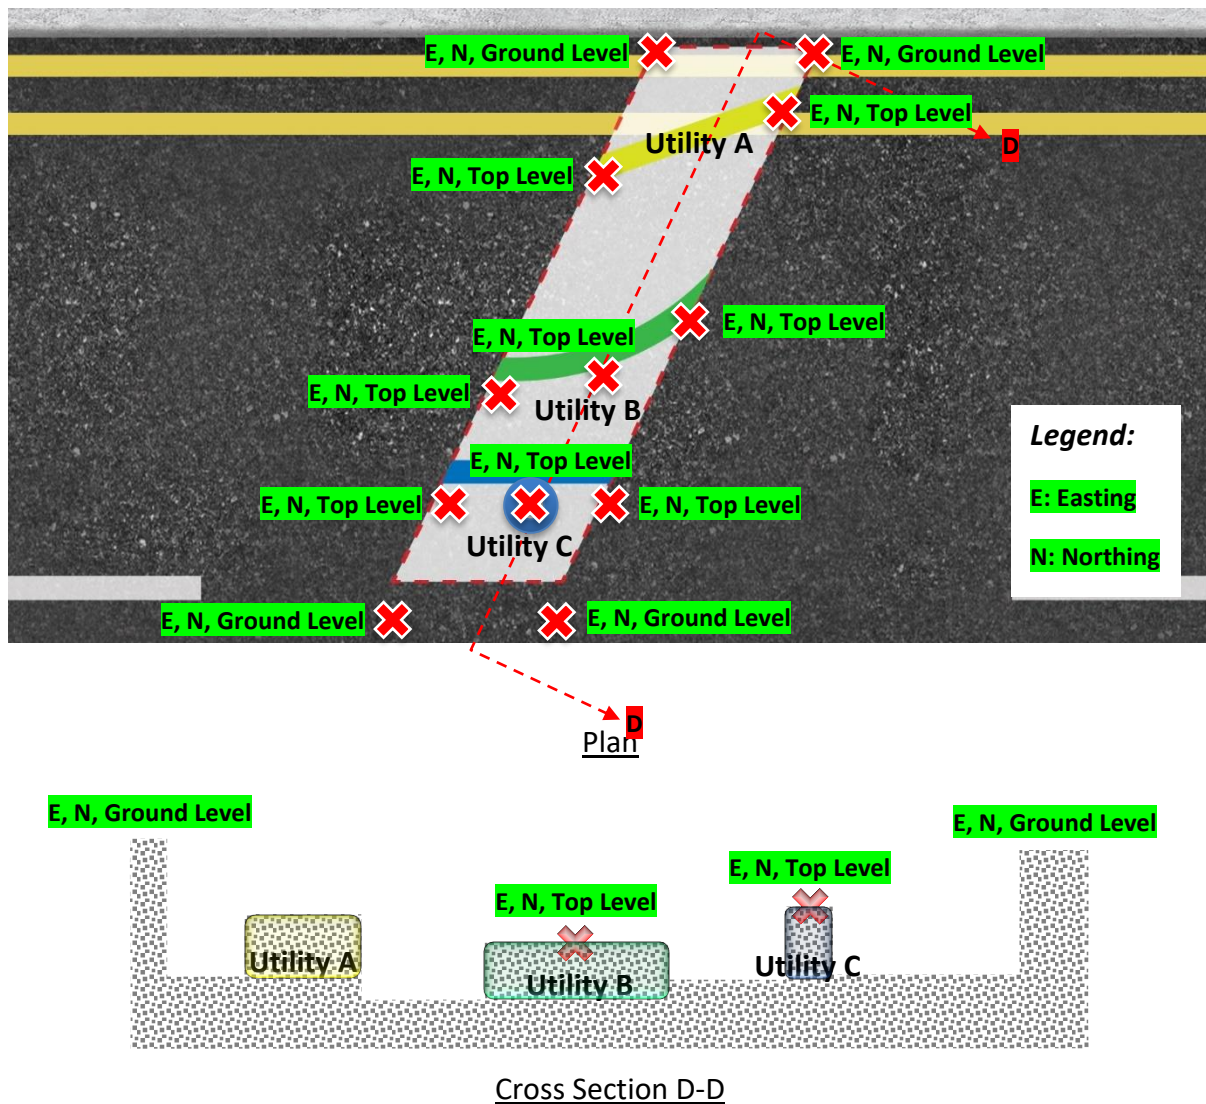 E, N, Ground Level
E, N, Ground Level
E, N, Top Level
Utility A
D
E, N, Top Level
E, N, Top Level
E, N, Top Level
E, N, Top Level
Utility B
Legend:
E, N, Top Level
E, N, Top Level
E, N, Top Level
E: Easting
Utility C
N: Northing
E, N, Ground Level
E, N, Ground Level
D
Plan
E, N, Ground Level
E, N, Ground Level
E, N, Top Level
E, N, Top Level
Utility A
Utility B
Utility C
Cross Section D-D